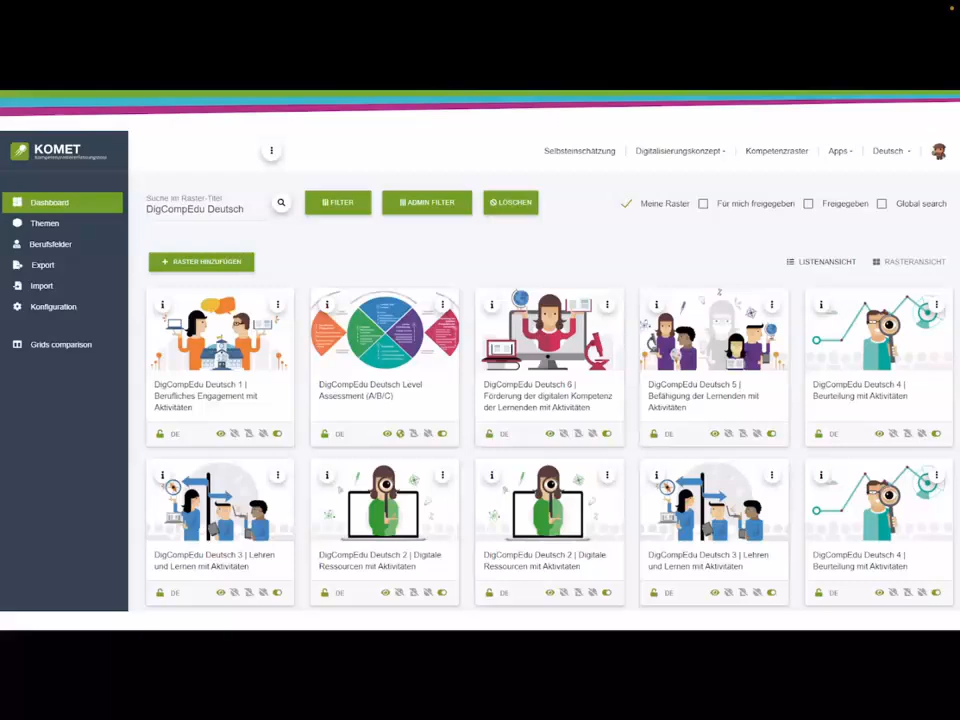 KOMET
Selbsteinschätzung
Digitalisierungskonzept
Kompetenzraster
Apps
Deutsch
Dashboard
Themen
Berufsfelder
Export
Import
Konfiguration
Grids comparison
Suche im Raster-Titel
DigCompEdu Deutsch
FILTER
ADMIN FILTER
LÖSCHEN
Meine Raster
Für mich freigegeben
Freigegeben
Global search
+ RASTER HINZUFÜGEN
LISTENANSICHT
RASTERANSICHT
DigCompEdu Deutsch 1 |
Berufliches Engagement mit
Aktivitäten
DE
DigCompEdu Deutsch Level
Assessment (A/B/C)
DE
DigCompEdu Deutsch 6 |
Förderung der digitalen Kompetenz
der Lernenden mit Aktivitäten
DE
DigCompEdu Deutsch 5 |
Befähigung der Lernenden mit
Aktivitäten
DE
DigCompEdu Deutsch 4 |
Beurteilung mit Aktivitäten
DE
DigCompEdu Deutsch 3 | Lehren
und Lernen mit Aktivitäten
DE
DigCompEdu Deutsch 2 | Digitale
Ressourcen mit Aktivitäten
DE
DigCompEdu Deutsch 2 | Digitale
Ressourcen mit Aktivitäten
DE
DigCompEdu Deutsch 3 | Lehren
und Lernen mit Aktivitäten
DE
DigCompEdu Deutsch 4 |
Beurteilung mit Aktivitäten
DE